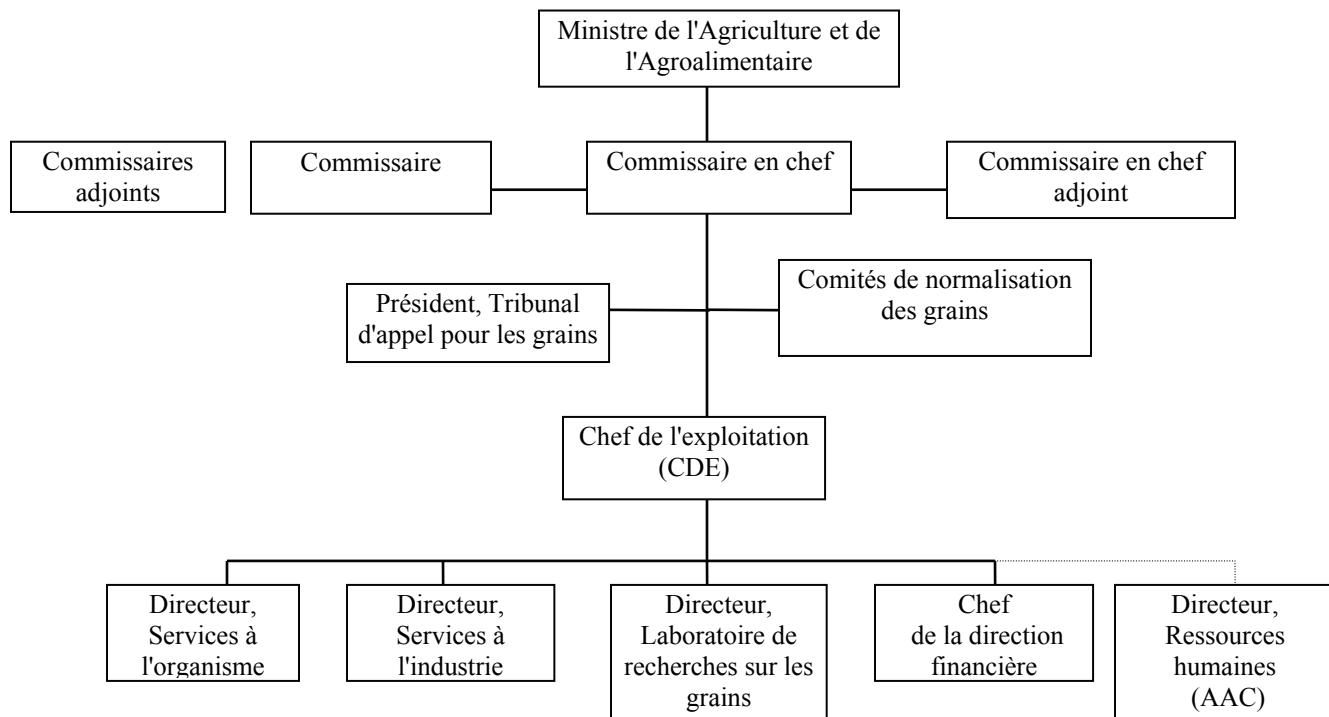 Ministre de l'Agriculture et de
l'Agroalimentaire
Commissaires
adjoints
Commissaire
Commissaire en chef
Commissaire en chef
adjoint
Président, Tribunal
d'appel pour les grains
Comités de normalisation
des grains
Chef de l'exploitation
(CDE)
Directeur,
Services à
l'organisme
Directeur,
Services à
l'industrie
Directeur,
Laboratoire de
recherches sur les
grains
Chef
de la direction
financière
Directeur,
Ressources
humaines
(AAC)